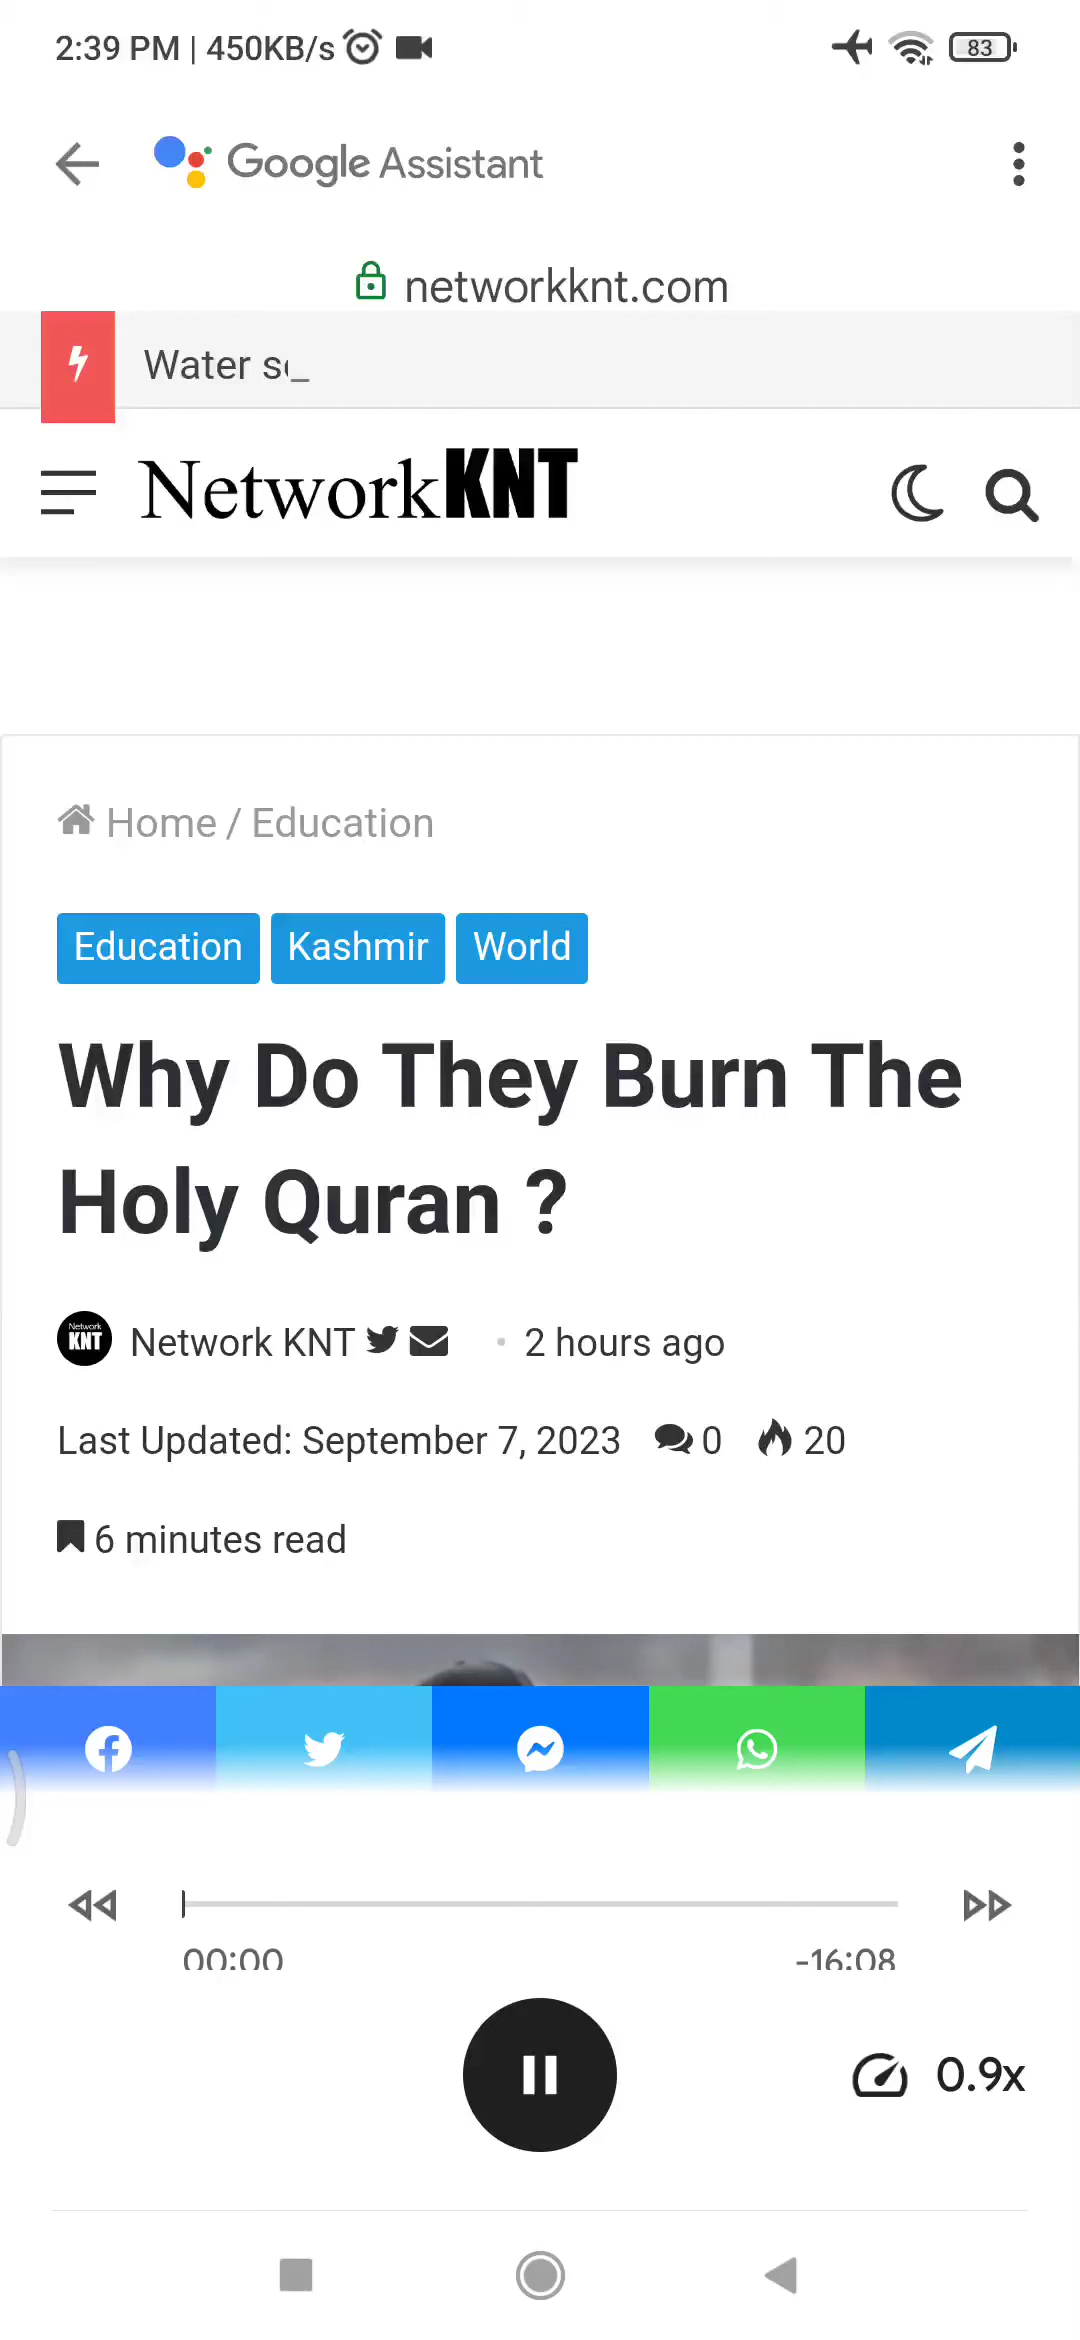 2:39 PM | 450KB/s
83
Google Assistant
networkknt.com
Water s
NetworkKNT
Home / Education
Education Kashmir World
Why Do They Burn The
Holy Quran ?
Network KNT
Network KNT • 2 hours ago
Last Updated: September 7, 2023 0 20
6 minutes read
00:00 -16:08
0.9x